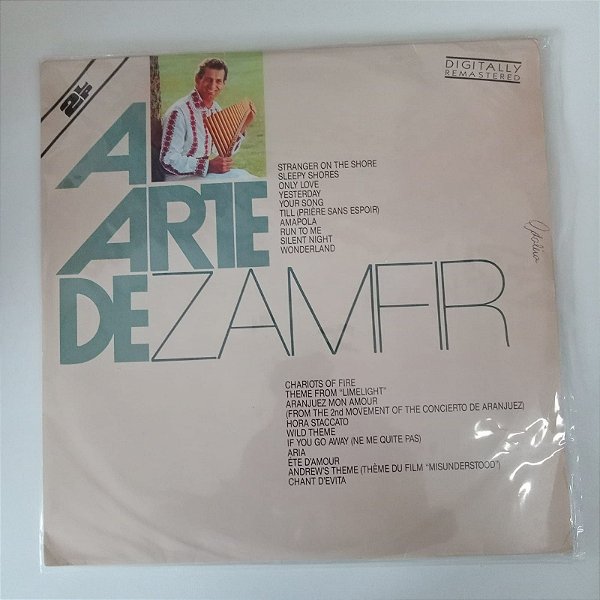 2LP
DIGITALLY
REMASTERED
A
ARTE
DE ZAMFIR
STRANGER ON THE SHORE
SLEEPY SHORES
ONLY LOVE
YESTERDAY
YOUR SONG
TILL (PRIÈRE SANS ESPOIR)
AMAPOLA
RUN TO ME
SILENT NIGHT
WONDERLAND
CHARIOTS OF FIRE
THEME FROM "LIMELIGHT"
ARANJUEZ MON AMOUR
(FROM THE 2nd MOVEMENT OF THE CONCIERTO DE ARANJUEZ)
HORA STACCATO
WILD THEME
IF YOU GO AWAY (NE ME QUITE PAS)
ARIA
ÉTE D'AMOUR
ANDREW'S THEME (THÈME DU FILM "MISUNDERSTOOD")
CHANT D'EVITA